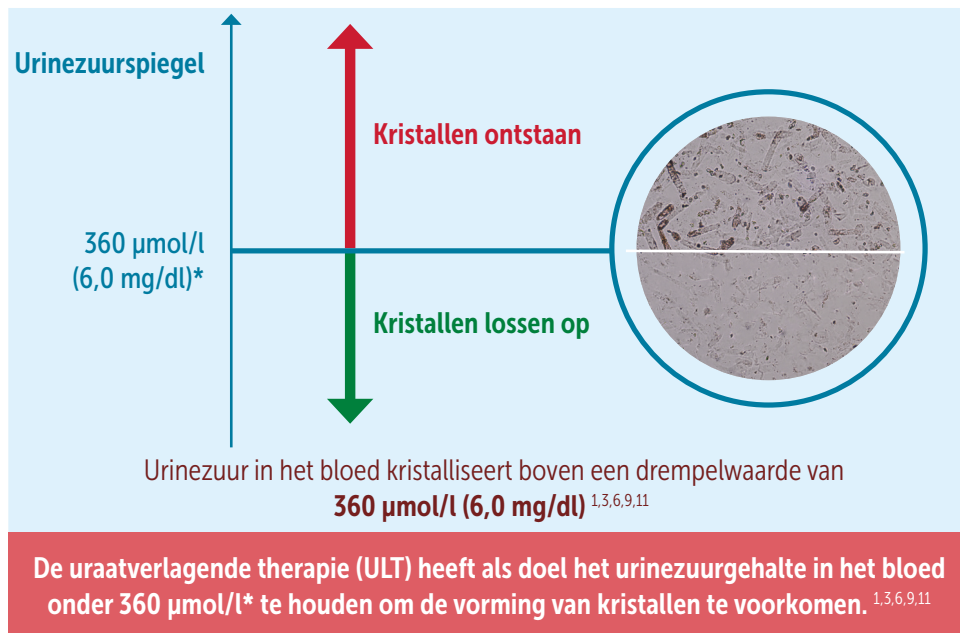 Urinezuurspiegel
Kristallen ontstaan
360 µmol/l
(6,0 mg/dl)*
Kristallen lossen op
Urinezuur in het bloed kristalliseert boven een drempelwaarde van
360 µmol/l (6,0 mg/dl) 1,3,6,9,11
De uraatverlagende therapie (ULT) heeft als doel het urinezuurgehalte in het bloed
onder 360 µmol/l* te houden om de vorming van kristallen te voorkomen. 1,3,6,9,11